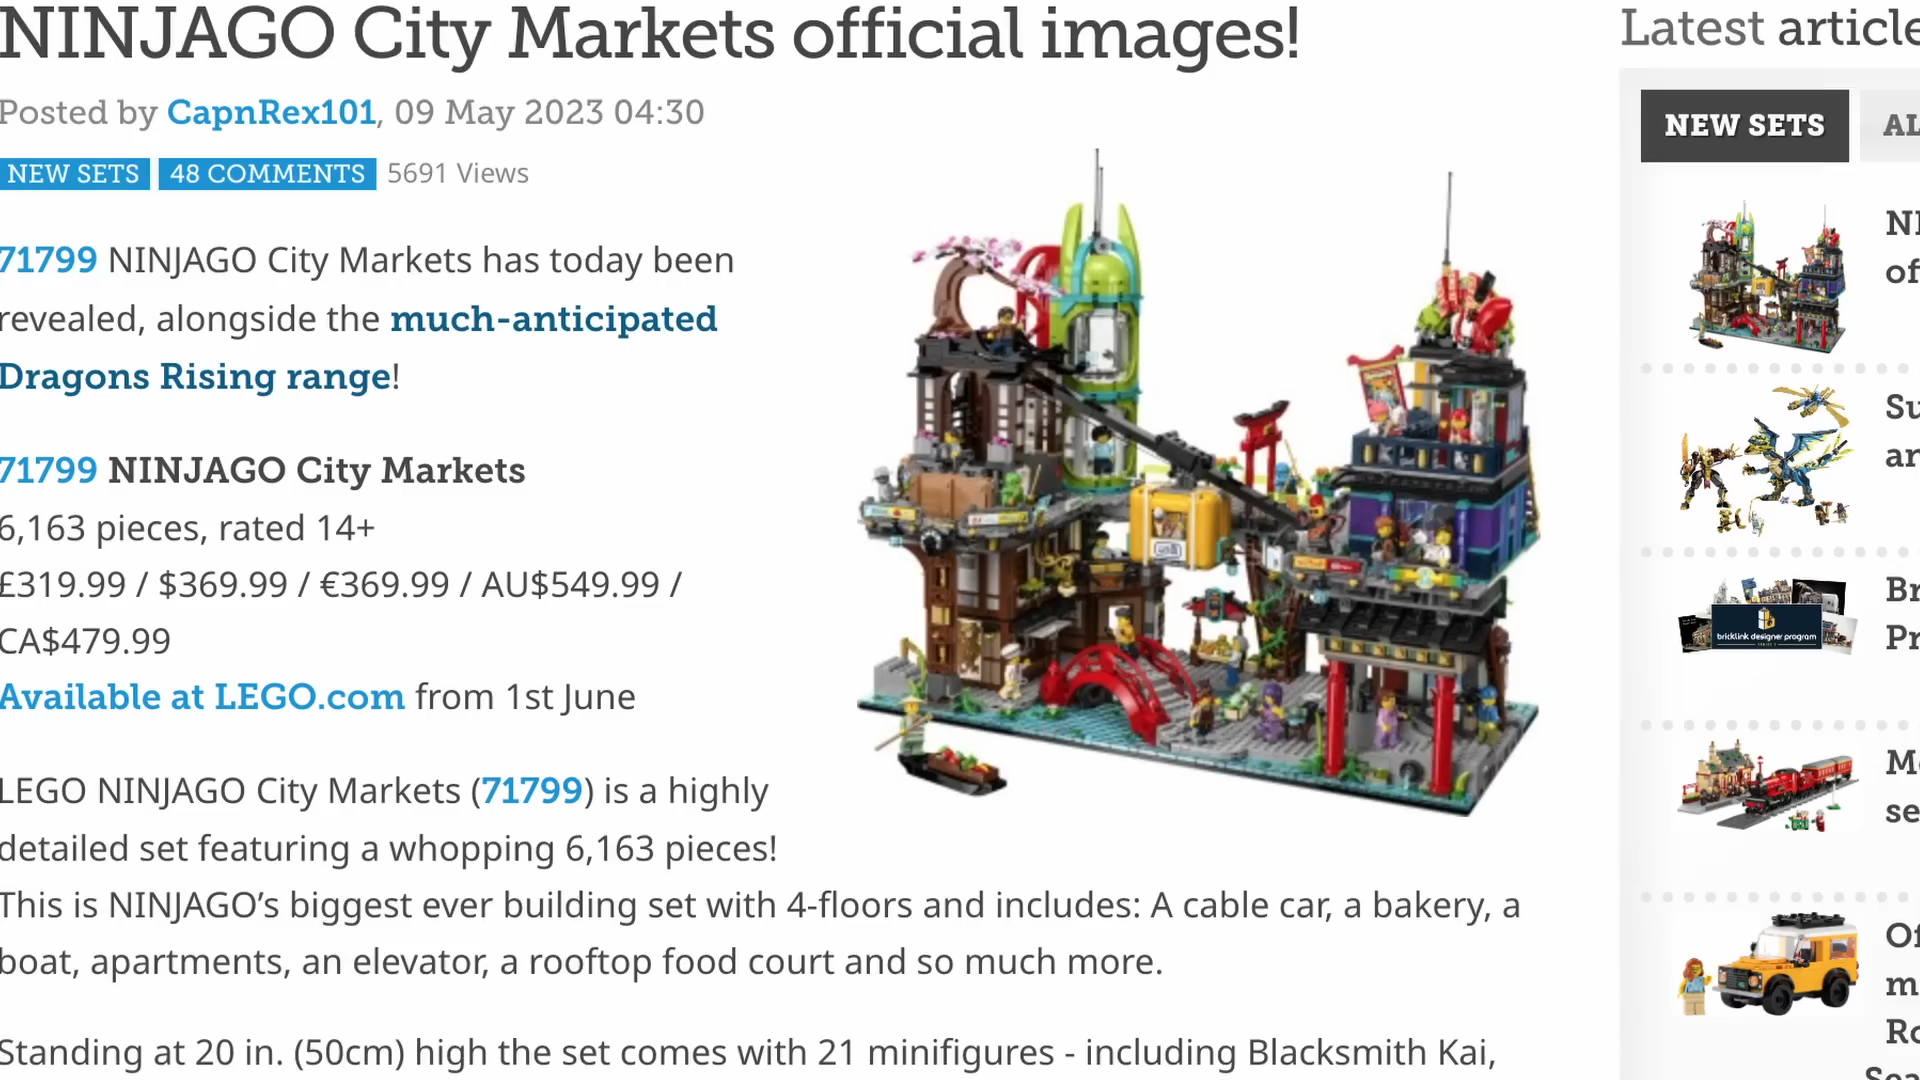 NINJAGO City Markets official images!
Posted by CapnRex101, 09 May 2023 04:30
NEW SETS 48 COMMENTS 5691 Views
71799 NINJAGO City Markets has today been
revealed, alongside the much-anticipated
Dragons Rising range!
71799 NINJAGO City Markets
6,163 pieces, rated 14+
£319.99 / $369.99 / €369.99 / AU$549.99 /
CA$479.99
Available at LEGO.com from 1st June
LEGO NINJAGO City Markets (71799) is a highly
detailed set featuring a whopping 6,163 pieces!
This is NINJAGO’s biggest ever building set with 4-floors and includes: A cable car, a bakery, a
boat, apartments, an elevator, a rooftop food court and so much more.
Standing at 20 in. (50cm) high the set comes with 21 minifigures - including Blacksmith Kai,
Latest article
NEW SETS
AL
of
Su
an
bricklink designer program
Br
Pr
se
Of
m